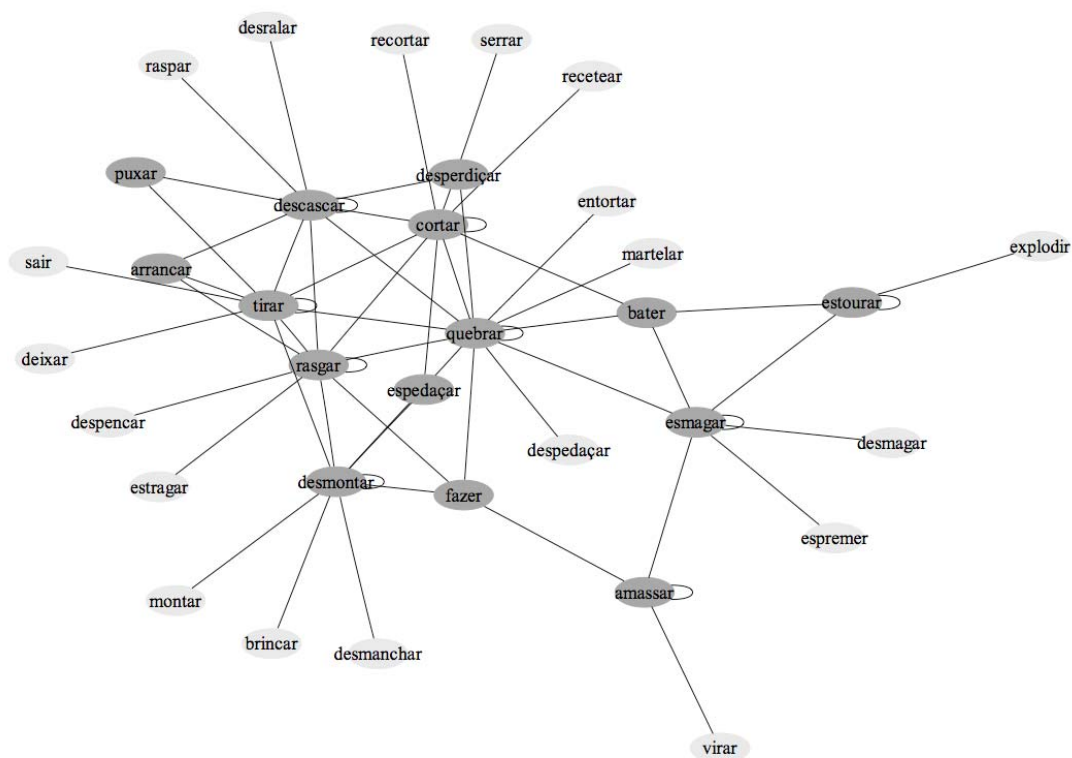 desralar
recortar
serrar
raspar
recetear
puxar
desperdiçar
descascar
entortar
cortar
explodir
martelar
sair
arrancar
tirar
bater
estourar
quebrar
deixar
rasgar
espedaçar
despencar
esmagar
despedaçar
desmagar
estragar
desmontar
fazer
espremer
montar
amassar
brincar
desmanchar
virar